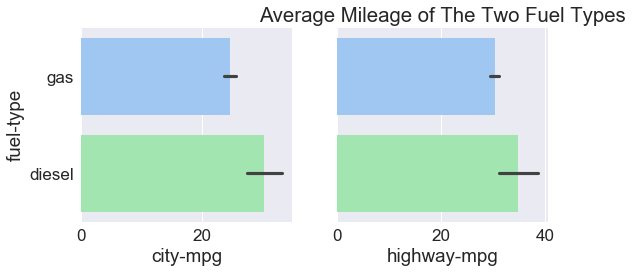 Average Mileage of The Two Fuel Types
fuel-type
gas
diesel
0 20
city-mpg
0 20 40
highway-mpg